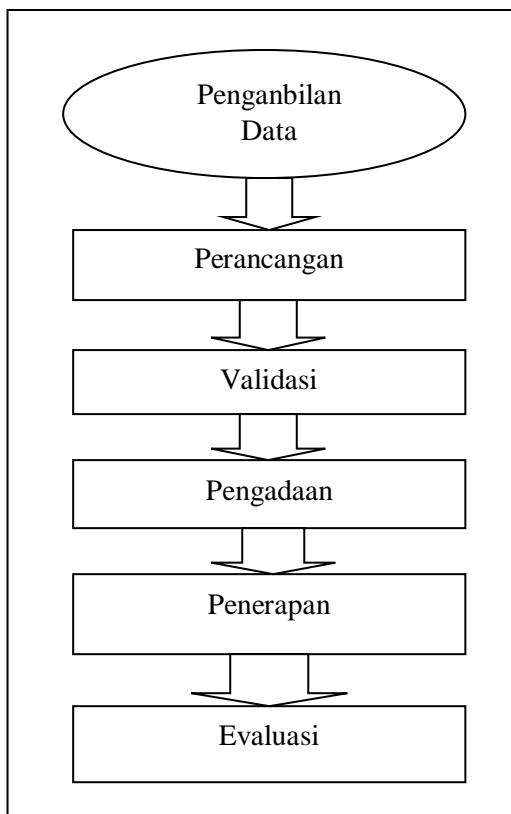 Penganbilan
Data
Perancangan
Validasi
Pengadaan
Penerapan
Evaluasi